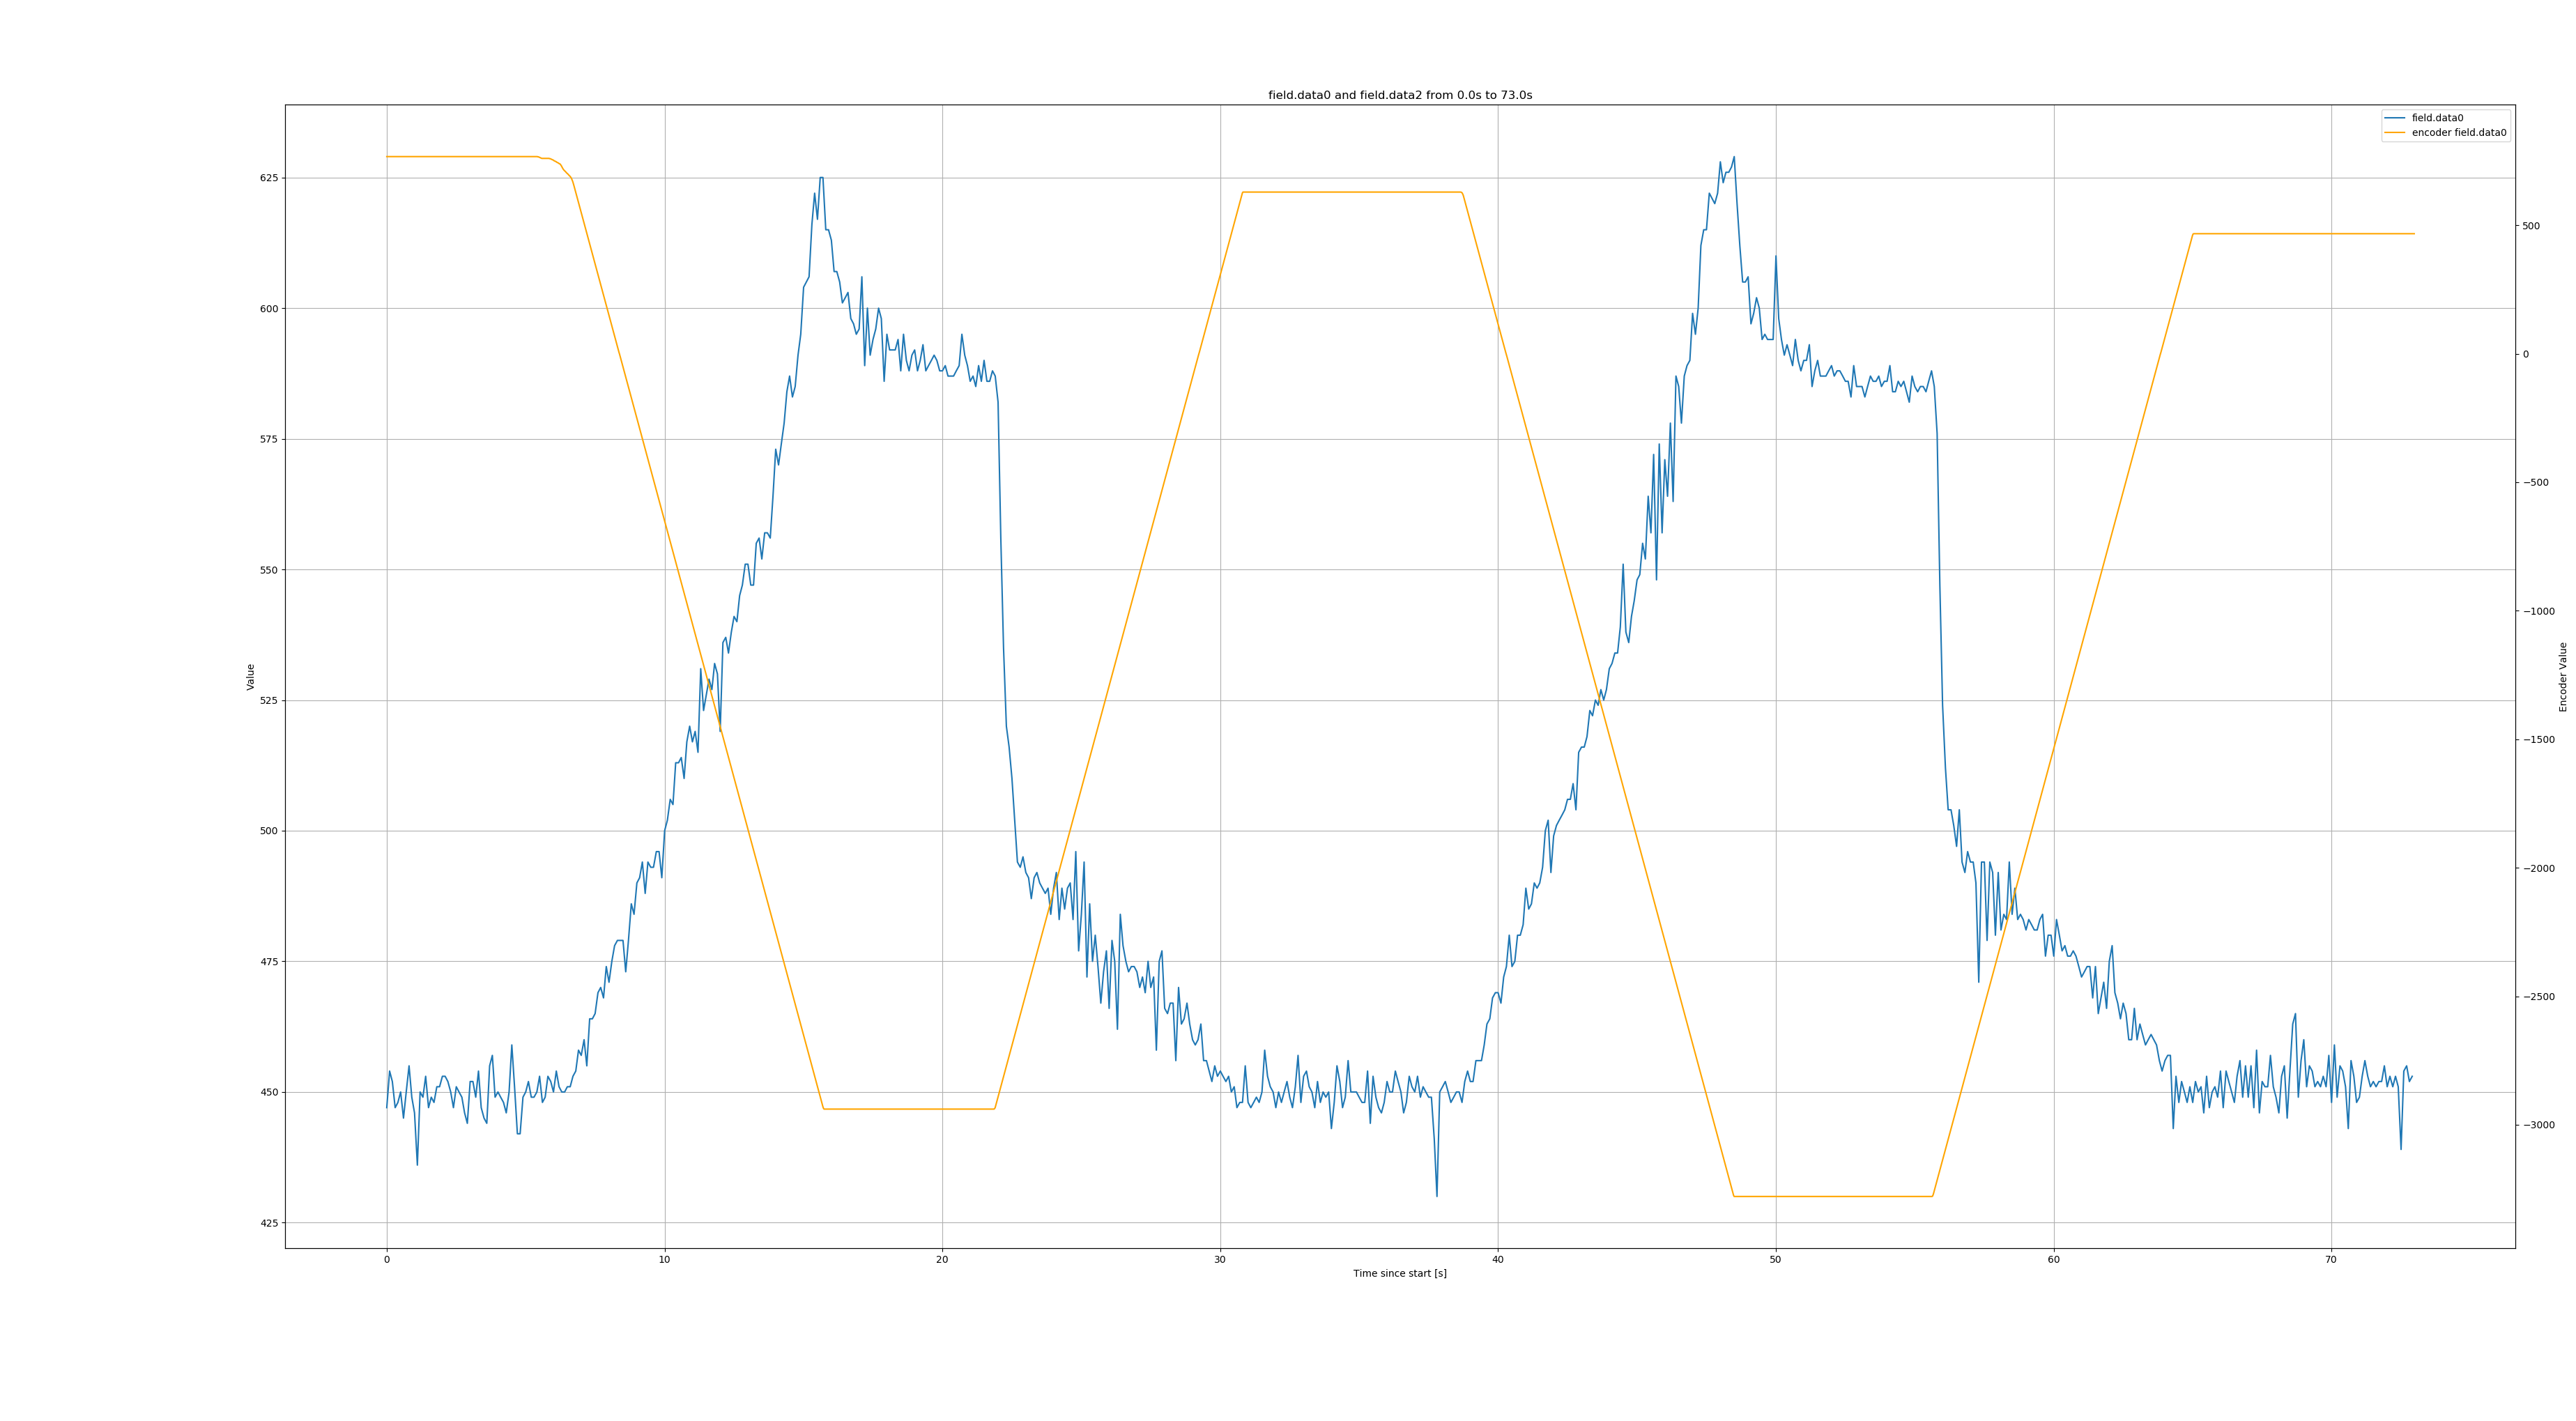 field.data0 and field.data2 from 0.0s to 73.0s
field.data0
encoder field.data0
625
600
575
550
525
500
475
450
425
Value
500
0
−500
−1000
−1500
−2000
−2500
−3000
Encoder Value
0 10 20 30 40 50 60 70
Time since start [s]